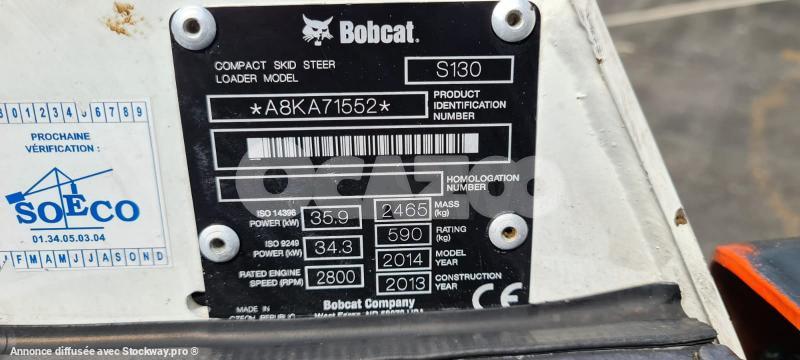 Bobcat.
COMPACT SKID STEER
LOADER MODEL
S130
*A8KA71552*
PRODUCT
IDENTIFICATION
NUMBER
HOMOLOGATION
NUMBER
ISO 14396
POWER (kW)
35.9
2465
MASS
(kg)
ISO 9249
POWER (kW)
34.3
590
RATING
(kg)
2014
MODEL
YEAR
RATED ENGINE
SPEED (RPM)
2800
2013
CONSTRUCTION
YEAR
MADE IN
CZECH REPUBLIC
Bobcat Company
CE
PROCHAINE
VÉRIFICATION :
SOECO
01.34.05.03.04
F M A M J J A S O N D
OCAZOO
Annonce diffusée avec Stockway.pro ®